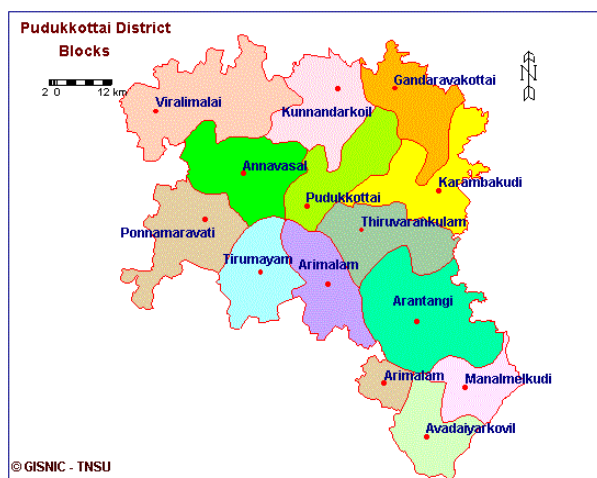 Pudukkottai District
Blocks
2 0 12 km
N
Gandaravakottai
Viralimalai
Kunnandarkoil
Annavasal
Karambakudi
Pudukkottai
Ponnamaravati
Thiruvarankulam
Tirumayam
Arimalam
Arantangi
Arimalam
Manalmelkudi
Avadaiyarkovil
© GISNIC - TNSU